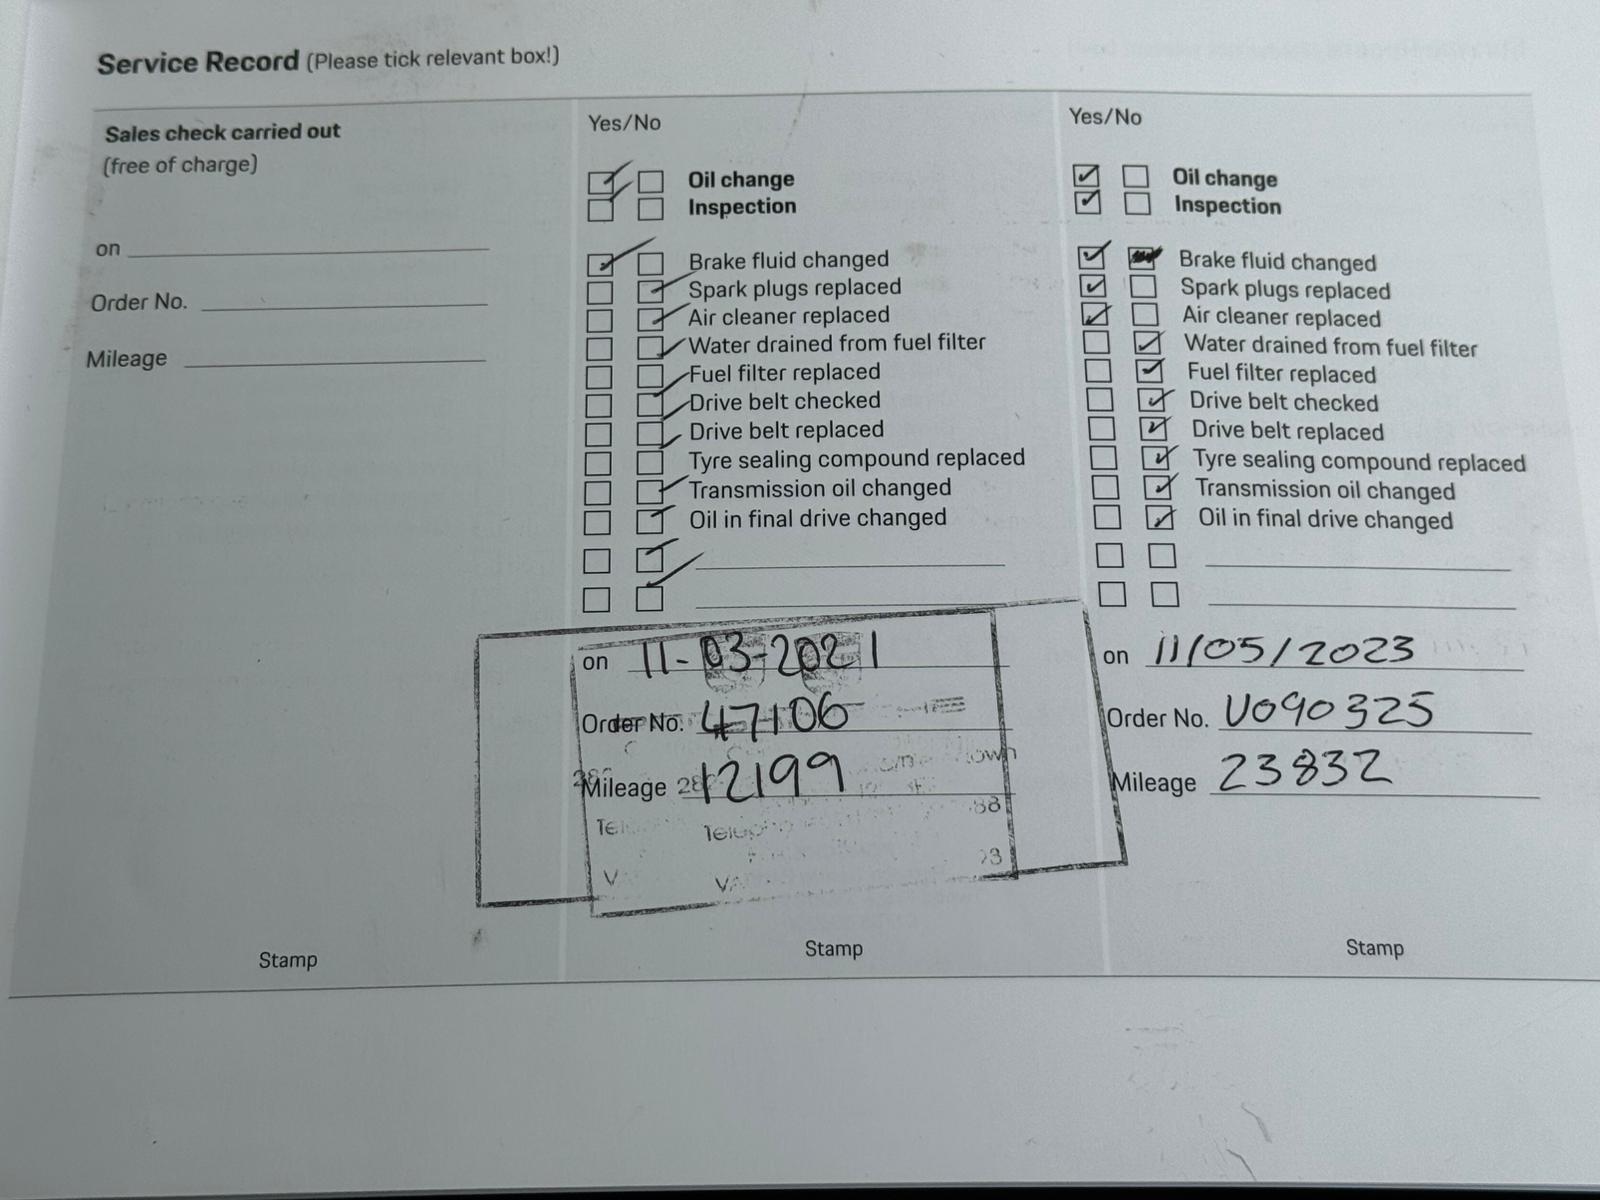 Service Record (Please tick relevant box!)
Sales check carried out
(free of charge)
on
Order No.
Mileage
Stamp
Yes/No
Oil change
Inspection
Brake fluid changed
Spark plugs replaced
Air cleaner replaced
Water drained from fuel filter
Fuel filter replaced
Drive belt checked
Drive belt replaced
Tyre sealing compound replaced
Transmission oil changed
Oil in final drive changed
on 11-03-2021
Order No. 47106
Mileage 12199
Stamp
Yes/No
Oil change
Inspection
Brake fluid changed
Spark plugs replaced
Air cleaner replaced
Water drained from fuel filter
Fuel filter replaced
Drive belt checked
Drive belt replaced
Tyre sealing compound replaced
Transmission oil changed
Oil in final drive changed
on 11/05/2023
Order No. U090325
Mileage 23832
Stamp